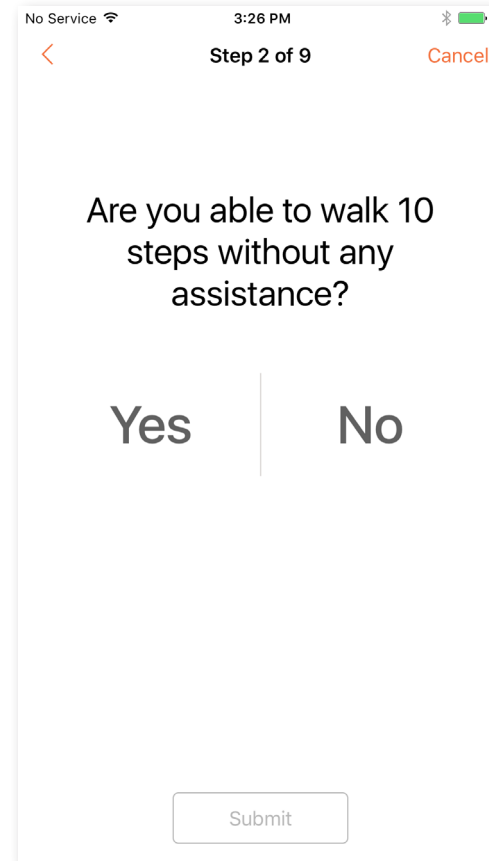 No Service 3:26 PM
Step 2 of 9 Cancel
Are you able to walk 10
steps without any
assistance?
Yes No
Submit